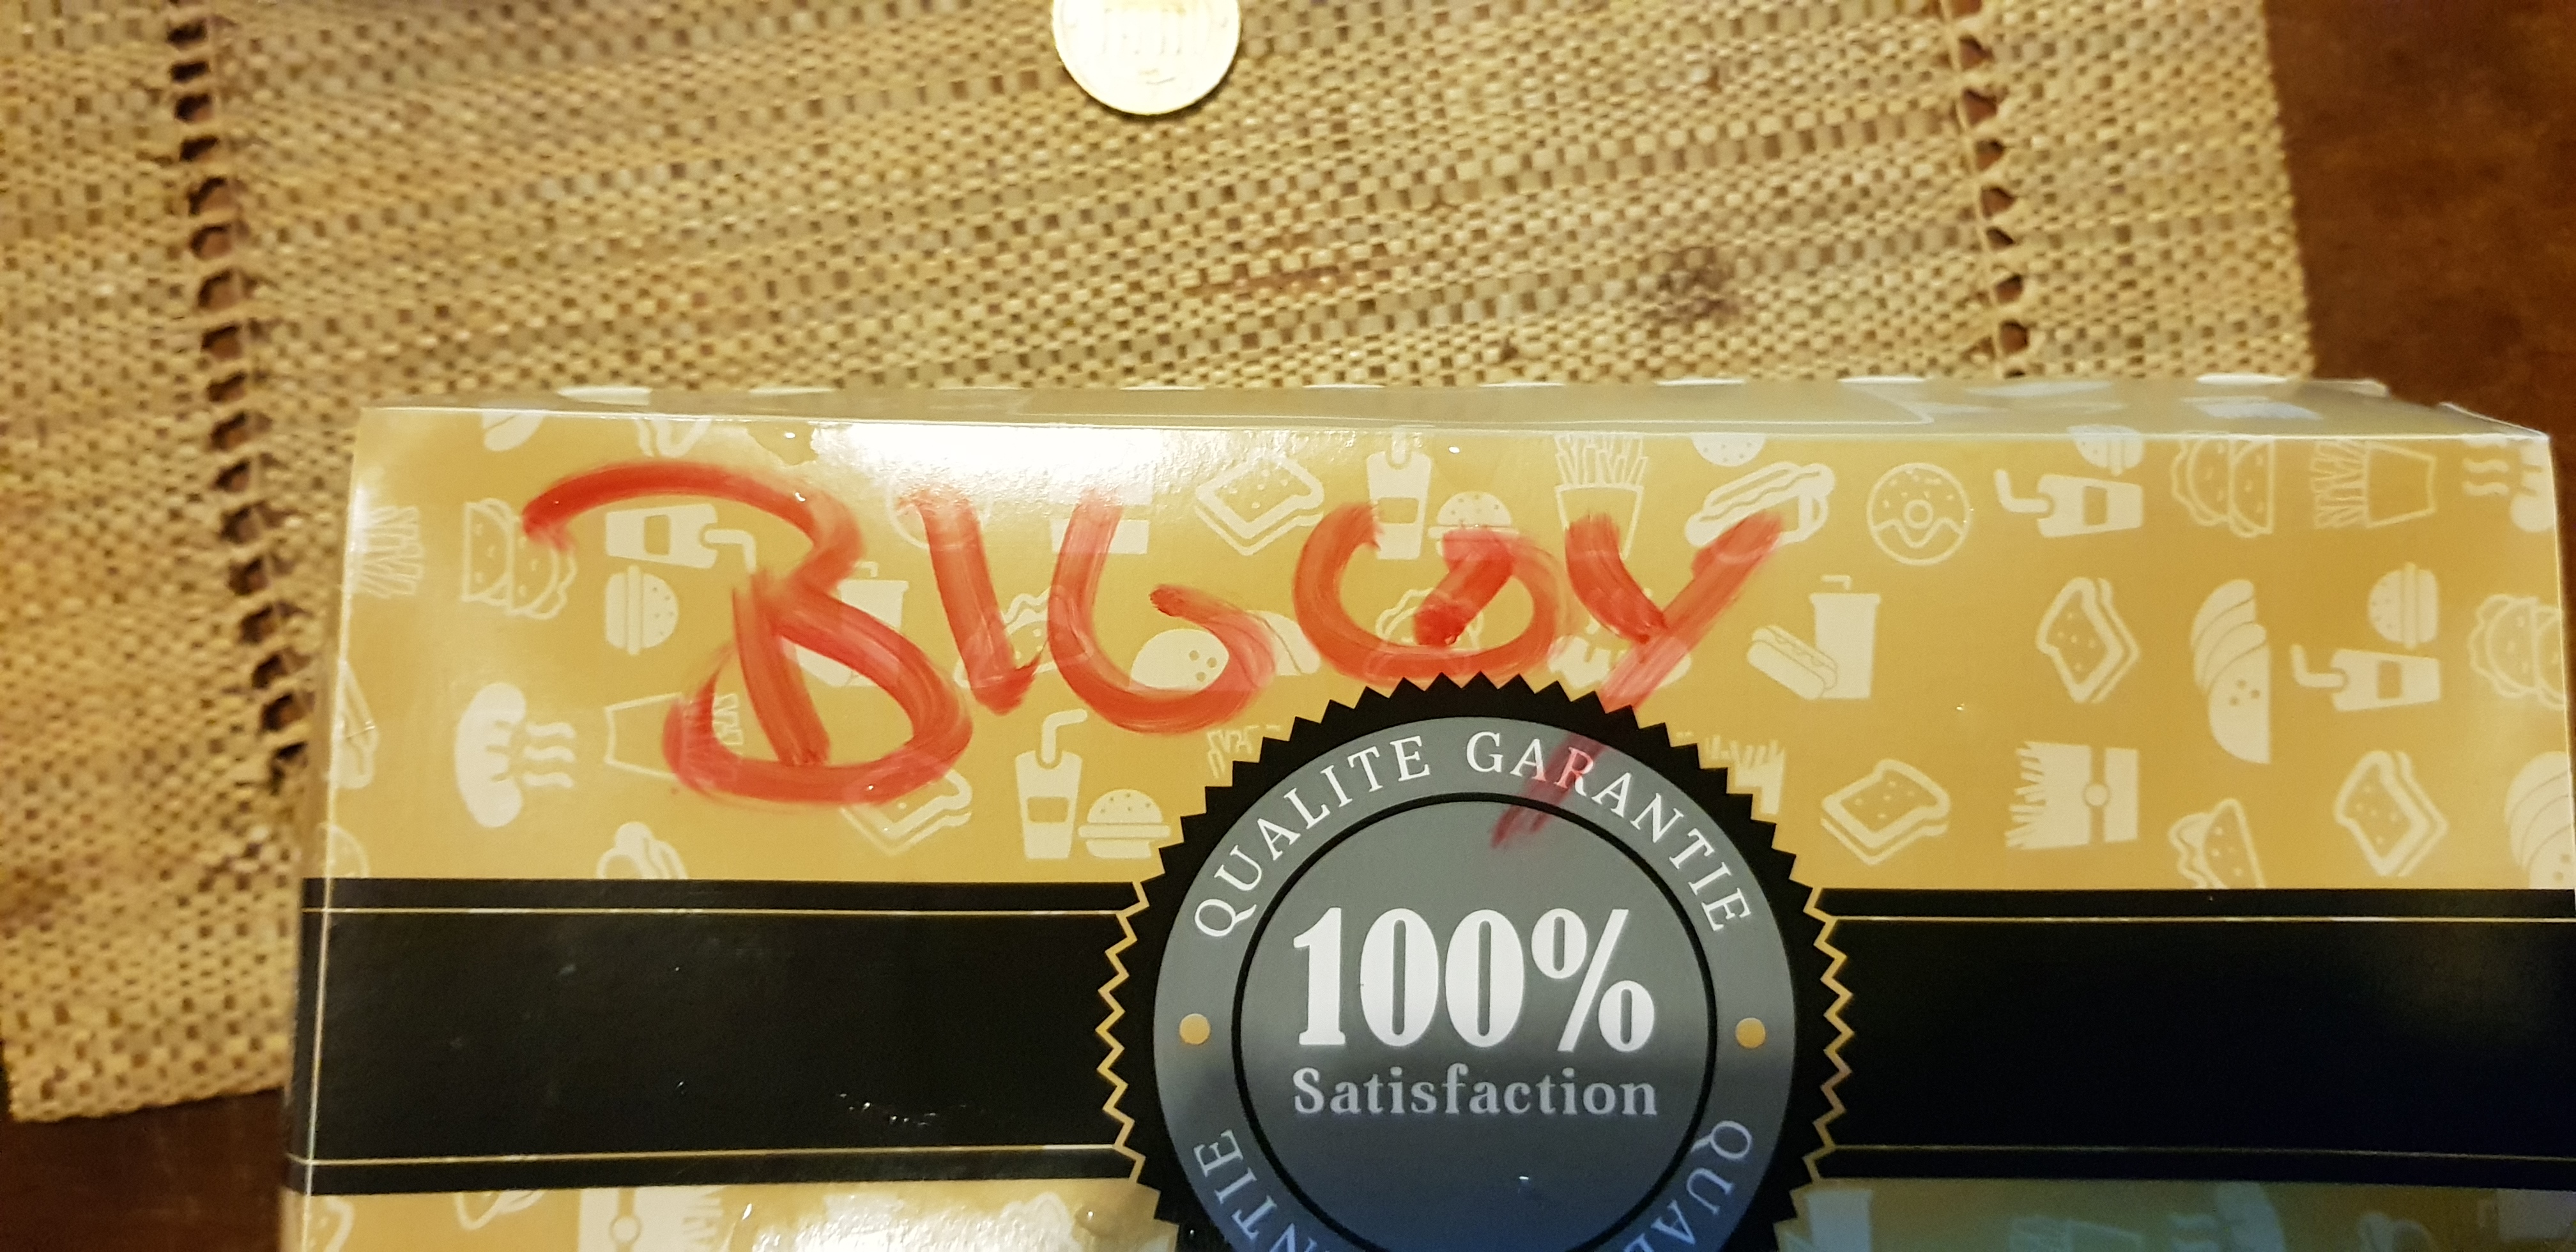 BIGOY
QUALITE GARANTIE
100%
Satisfaction